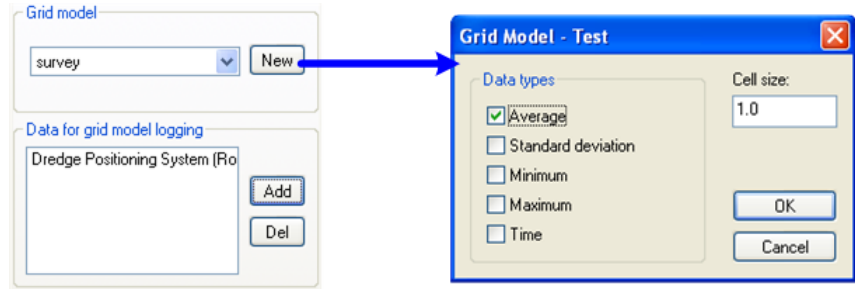 Grid model
survey
New
Data for grid model logging
Dredge Positioning System (Ro
Add
Del
Grid Model - Test
Data types
Average
Standard deviation
Minimum
Maximum
Time
Cell size:
1.0
OK
Cancel